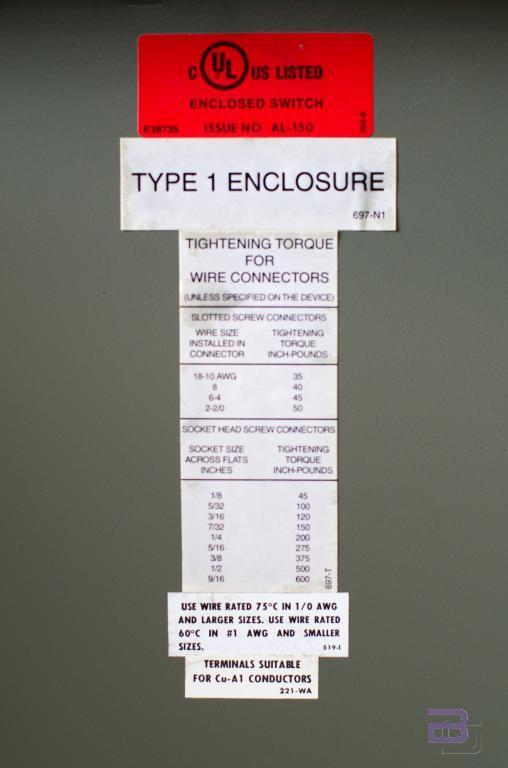 C UL US LISTED
ENCLOSED SWITCH
E38735 ISSUE NO. AL-150
TYPE 1 ENCLOSURE
697-N1
TIGHTENING TORQUE
FOR
WIRE CONNECTORS
(UNLESS SPECIFIED ON THE DEVICE)
SLOTTED SCREW CONNECTORS
WIRE SIZE TIGHTENING
INSTALLED IN TORQUE
CONNECTOR INCH-POUNDS
18-10 AWG 35
8 40
6-4 45
2-2/0 50
SOCKET HEAD SCREW CONNECTORS
SOCKET SIZE TIGHTENING
ACROSS FLATS TORQUE
INCHES INCH-POUNDS
1/8 45
5/32 100
3/16 120
7/32 150
1/4 200
5/16 275
3/8 375
1/2 500
9/16 600
697-T
USE WIRE RATED 75°C IN 1/0 AWG
AND LARGER SIZES. USE WIRE RATED
60°C IN #1 AWG AND SMALLER
SIZES. 519-I
TERMINALS SUITABLE
FOR Cu-A1 CONDUCTORS
221-WA